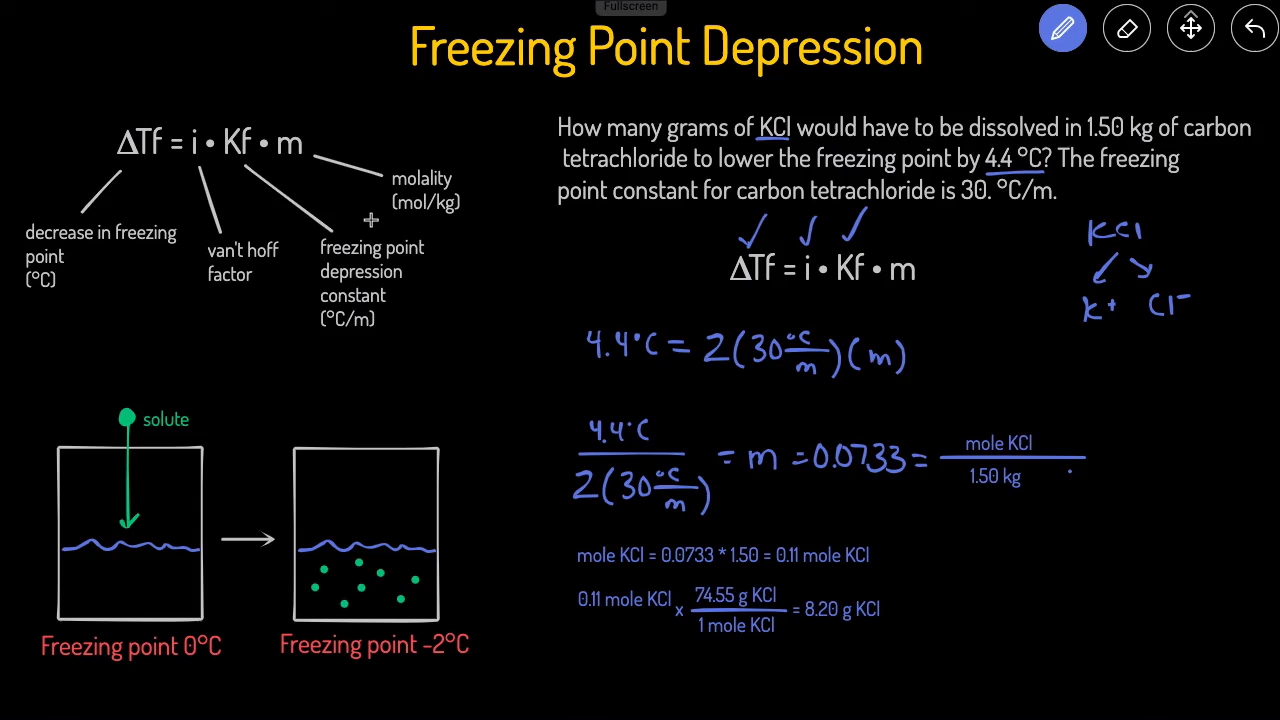 Fullscreen
Freezing Point Depression
ΔTf = i • Kf • m
molality
(mol/kg)
decrease in freezing
point
(°C)
van't hoff
factor
freezing point
depression
constant
(°C/m)
How many grams of KCl would have to be dissolved in 1.50 kg of carbon
tetrachloride to lower the freezing point by 4.4 °C? The freezing
point constant for carbon tetrachloride is 30. °C/m.
ΔTf = i • Kf • m
KCl
K+ Cl-
4.4°C = 2(30 °C/m)(m)
4.4°C / 2(30 °C/m) = m = 0.0733 = mole KCl / 1.50 kg
mole KCl = 0.0733 * 1.50 = 0.11 mole KCl
0.11 mole KCl x 74.55 g KCl / 1 mole KCl = 8.20 g KCl
solute
Freezing point 0°C
Freezing point -2°C